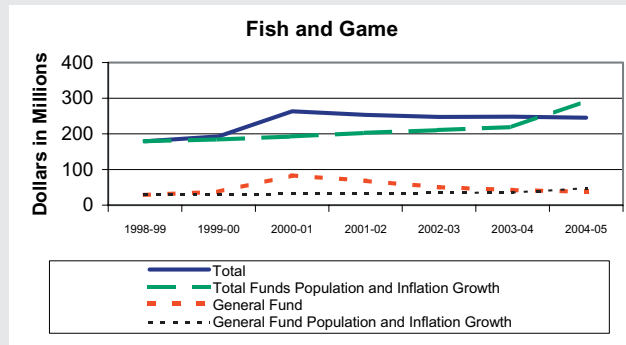 Fish and Game
Dollars in Millions
400
300
200
100
0
1998-99 1999-00 2000-01 2001-02 2002-03 2003-04 2004-05
Total
Total Funds Population and Inflation Growth
General Fund
General Fund Population and Inflation Growth